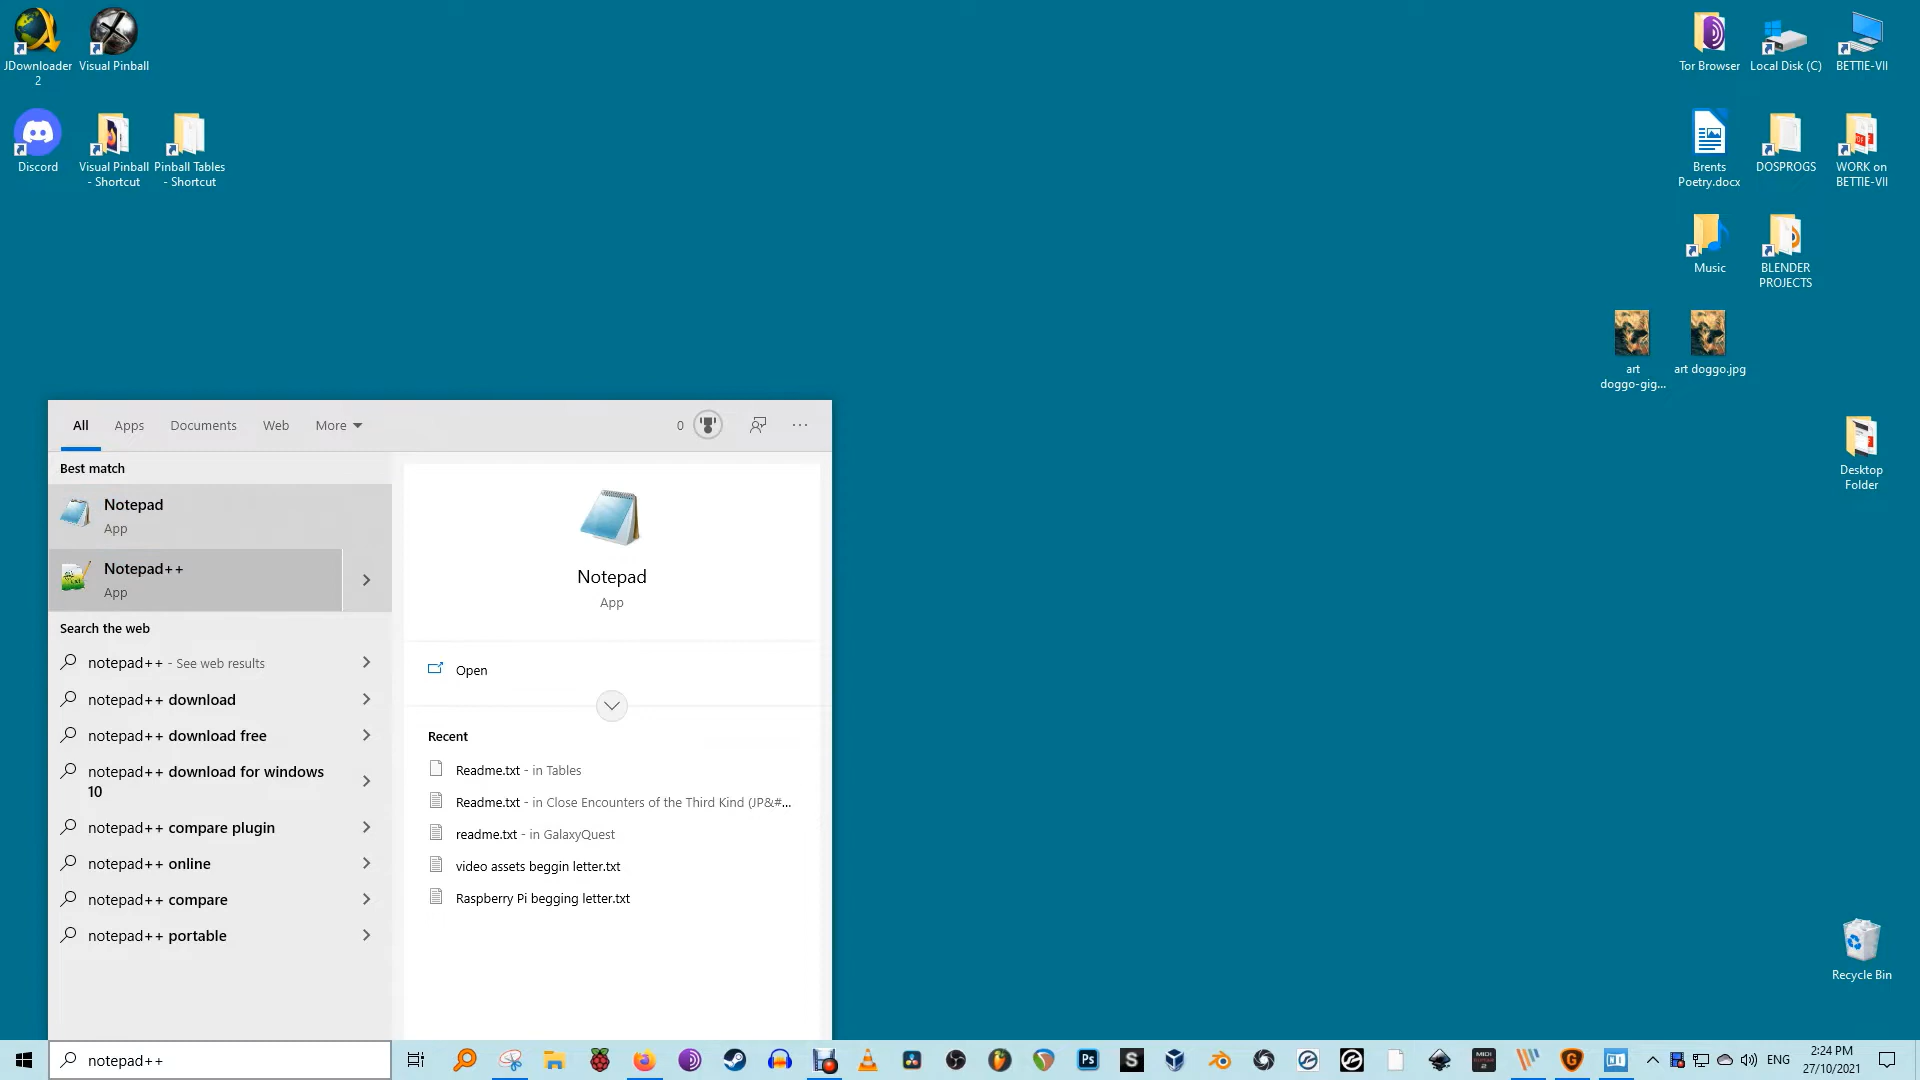 JDownloader
2
Visual Pinball
Tor Browser
Local Disk (C)
BETTIE-VII
Discord
Visual Pinball
- Shortcut
Pinball Tables
- Shortcut
Brents
Poetry.docx
DOSPROGS
WORK on
BETTIE-VII
Music
BLENDER
PROJECTS
art
doggo-gig...
art doggo.jpg
Desktop
Folder
All
Apps
Documents
Web
More
0
Best match
Notepad
App
Notepad++
App
Search the web
notepad++ - See web results
notepad++ download
notepad++ download free
notepad++ download for windows
10
notepad++ compare plugin
notepad++ online
notepad++ compare
notepad++ portable
Notepad
App
Open
Recent
Readme.txt - in Tables
Readme.txt - in Close Encounters of the Third Kind (JP&#...
readme.txt - in GalaxyQuest
video assets beggin letter.txt
Raspberry Pi begging letter.txt
Recycle Bin
notepad++
Ps
S
MIDI
2
G
N
ENG
2:24 PM
27/10/2021